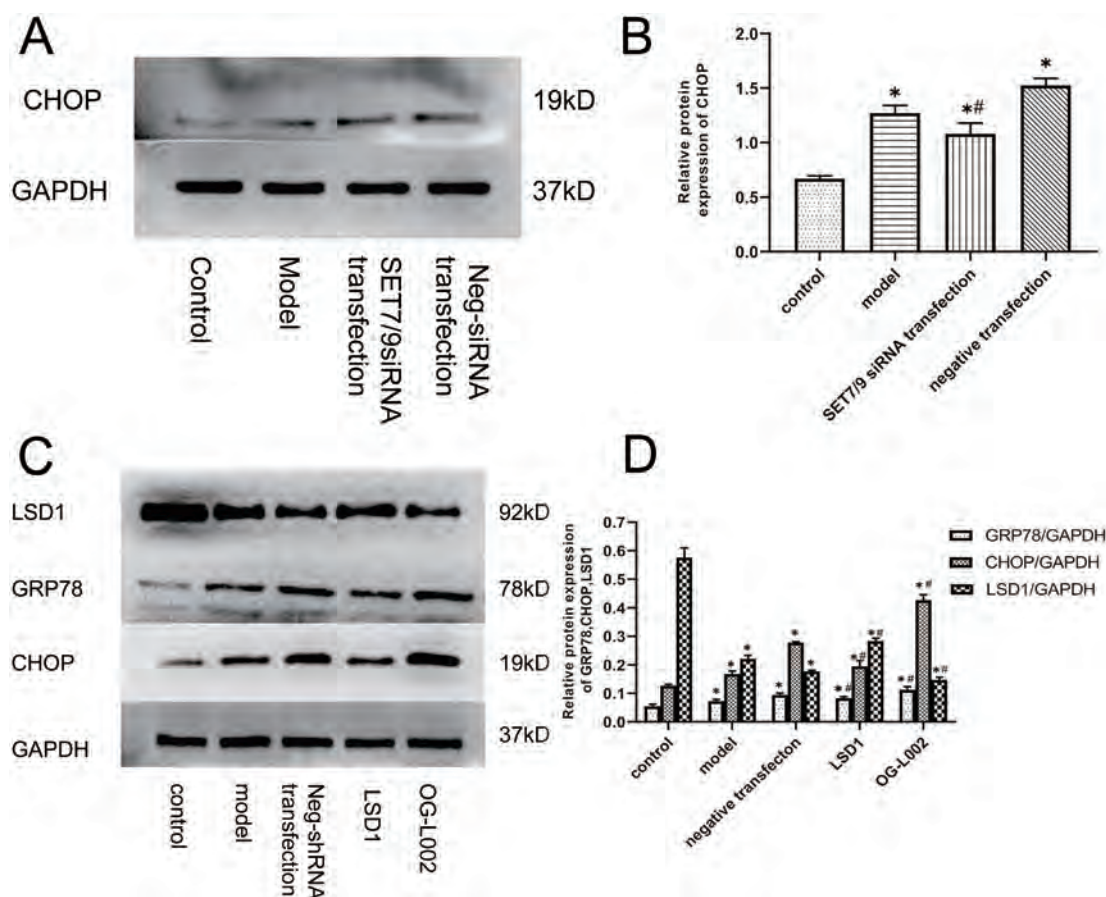 A
CHOP
19kD
GAPDH
37kD
Control
Model
SET7/9siRNA
transfection
Neg-siRNA
transfection
B
Relative protein
expression of CHOP
2.0
1.5
1.0
0.5
0.0
*
*#
*
control
model
SET7/9 siRNA transfection
negative transfection
C
LSD1
92kD
GRP78
78kD
CHOP
19kD
GAPDH
37kD
control
model
Neg-shRNA
transfection
LSD1
OG-L002
D
Relative protein expression
of GRP78,CHOP,LSD1
0.7
0.6
0.5
0.4
0.3
0.2
0.1
0.0
* * *
* * *
*# *# *#
*# *# *#
control
model
negative transfecton
LSD1
OG-L002
GRP78/GAPDH
CHOP/GAPDH
LSD1/GAPDH